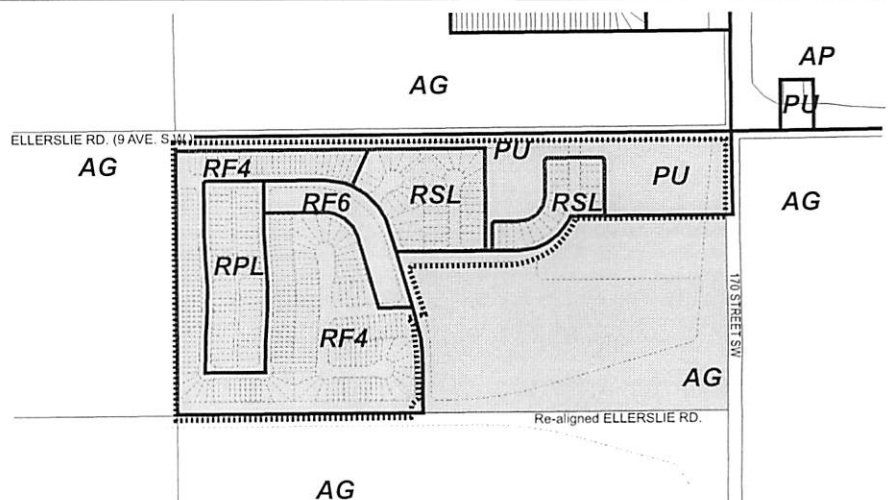 AP
AG
PU
ELLERSLIE RD. (9 AVE. S.W.)
AG
RF4
PU
RSL
PU
RF6
RSL
AG
RPL
170 STREET SW
RF4
AG
Re-aligned ELLERSLIE RD.
AG